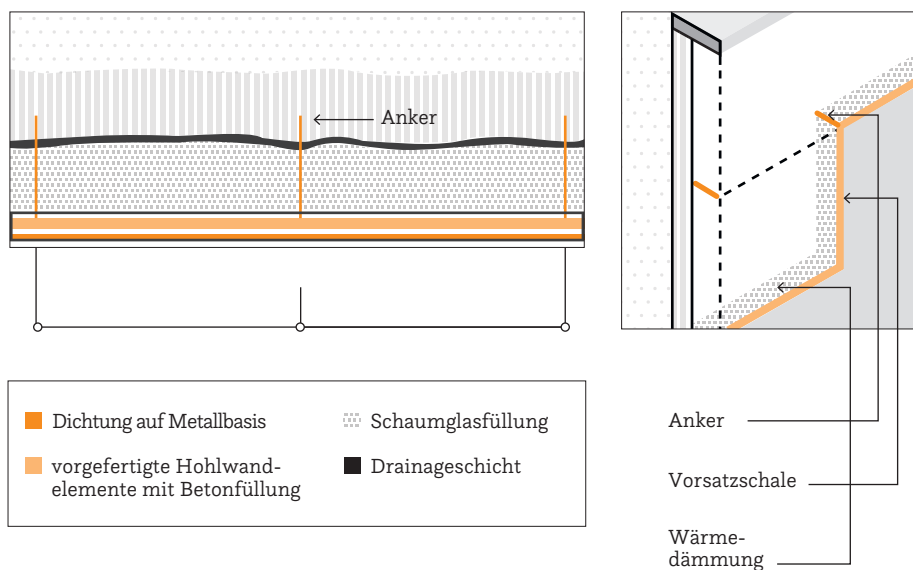 Anker
Dichtung auf Metallbasis
vorgefertigte Hohlwand-
elemente mit Betonfüllung
Schaumglasfüllung
Drainageschicht
Anker
Vorsatzschale
Wärme-
dämmung